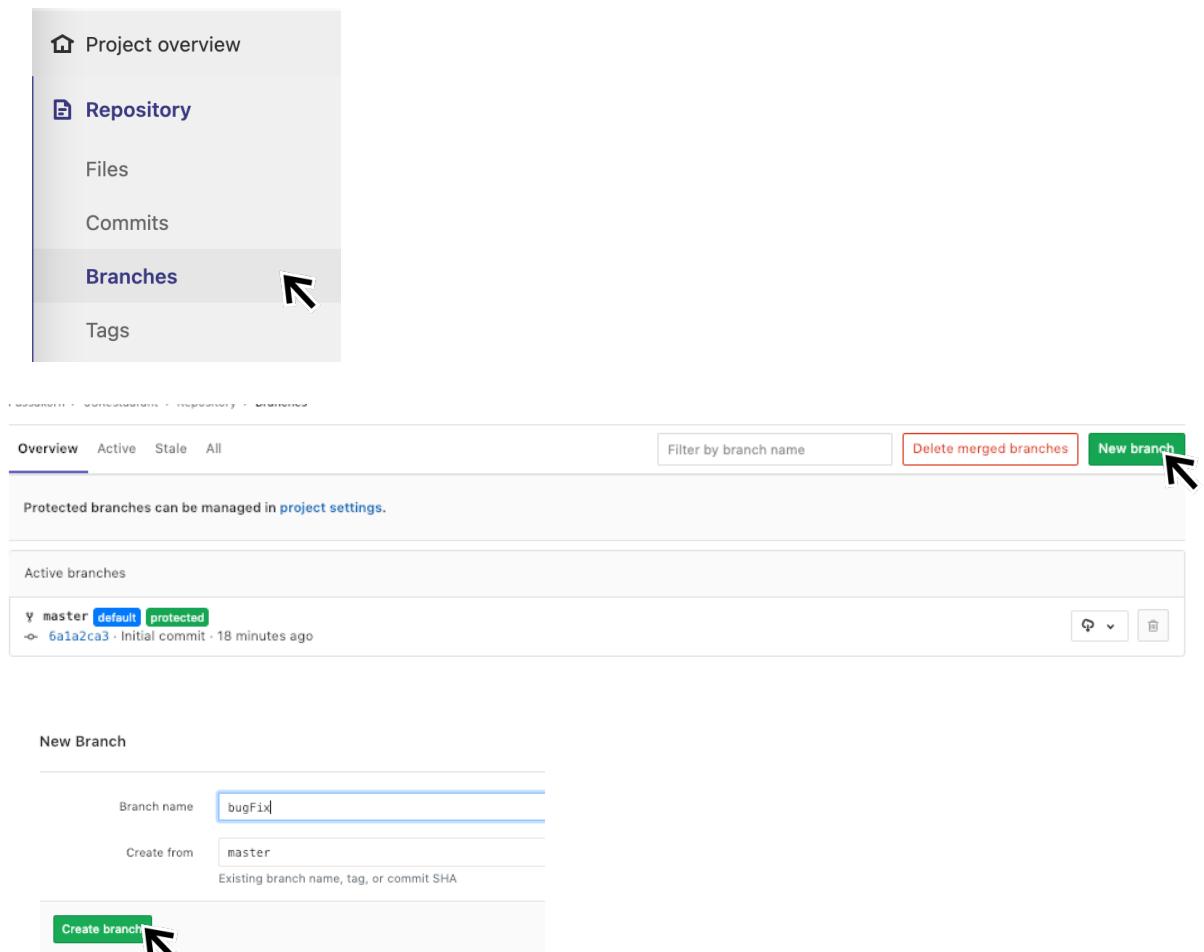 Project overview
Repository
Files
Commits
Branches
Tags
Repository > Branches
Overview Active Stale All Filter by branch name Delete merged branches New branch
Protected branches can be managed in project settings.
Active branches
master default protected
6a1a2ca3 · Initial commit · 18 minutes ago
New Branch
Branch name bugFix
Create from master
Existing branch name, tag, or commit SHA
Create branch